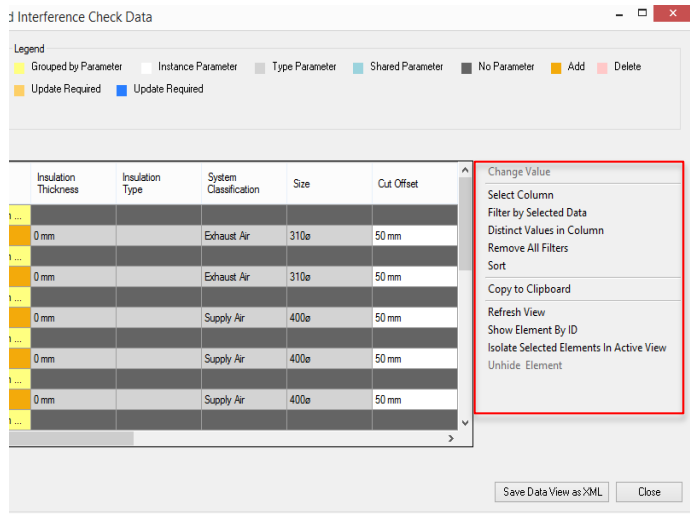 d Interference Check Data
Legend
Grouped by Parameter Instance Parameter Type Parameter Shared Parameter No Parameter Add Delete
Update Required Update Required
Insulation Thickness Insulation Type System Classification Size Cut Offset
n ...
0 mm Exhaust Air 310ø 50 mm
n ...
0 mm Exhaust Air 310ø 50 mm
n ...
0 mm Supply Air 400ø 50 mm
n ...
0 mm Supply Air 400ø 50 mm
n ...
0 mm Supply Air 400ø 50 mm
n ...
Change Value
Select Column
Filter by Selected Data
Distinct Values in Column
Remove All Filters
Sort
Copy to Clipboard
Refresh View
Show Element By ID
Isolate Selected Elements In Active View
Unhide Element
Save Data View as XML Close